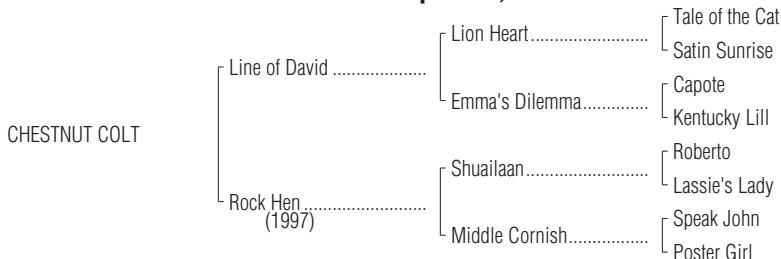 Tale of the Cat
Lion Heart
Satin Sunrise
Line of David
Capote
Emma's Dilemma
Kentucky Lill
CHESTNUT COLT
Roberto
Shuailaan
Lassie's Lady
Rock Hen
(1997)
Speak John
Middle Cornish
Poster Girl